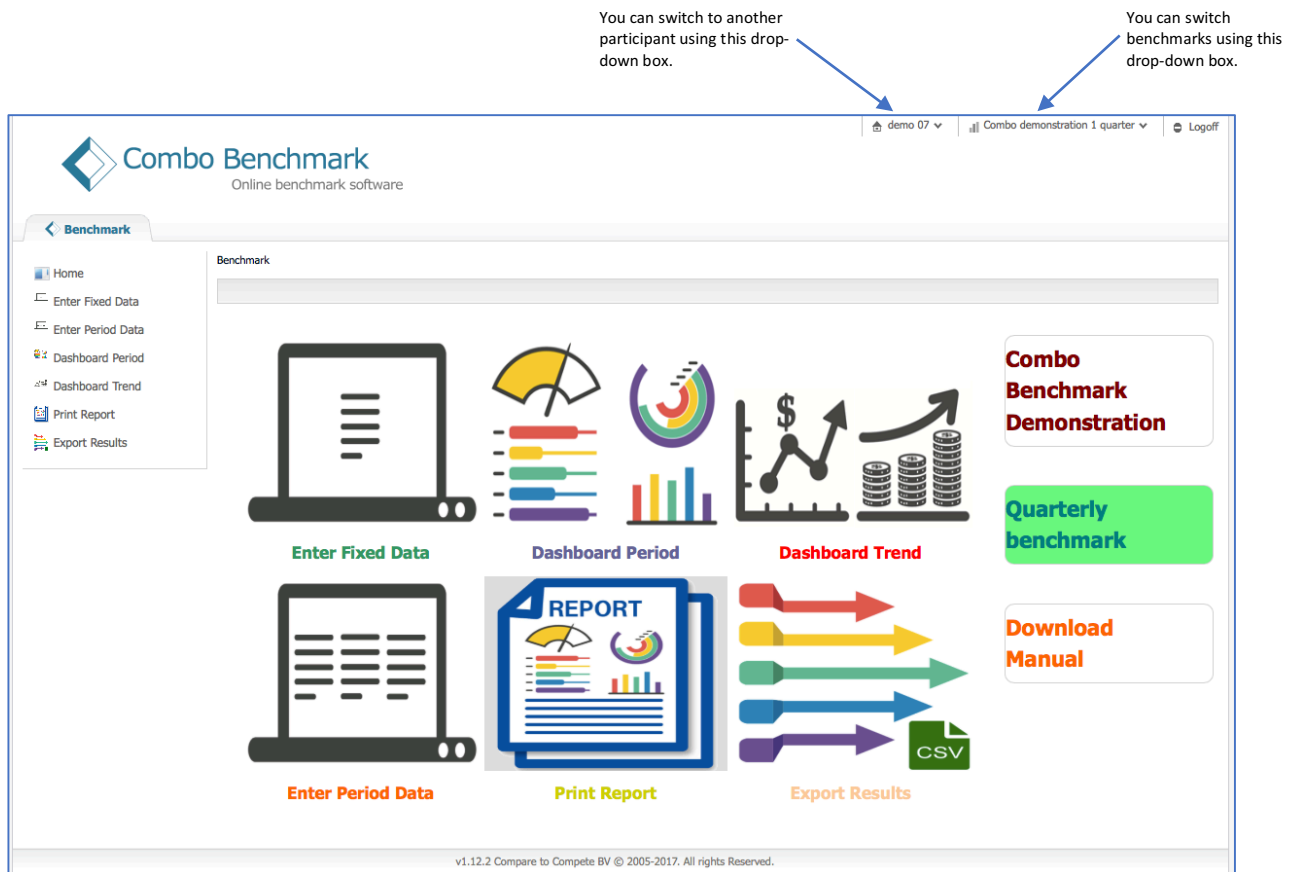 You can switch to another
participant using this drop-
down box.
You can switch
benchmarks using this
drop-down box.
demo 07
Combo demonstration 1 quarter
Logoff
Combo Benchmark
Online benchmark software
Benchmark
Home
Enter Fixed Data
Enter Period Data
Dashboard Period
Dashboard Trend
Print Report
Export Results
Benchmark
$
Enter Fixed Data
Dashboard Period
Dashboard Trend
REPORT
CSV
Enter Period Data
Print Report
Export Results
Combo
Benchmark
Demonstration
Quarterly
benchmark
Download
Manual
v1.12.2 Compare to Compete BV © 2005-2017. All rights Reserved.